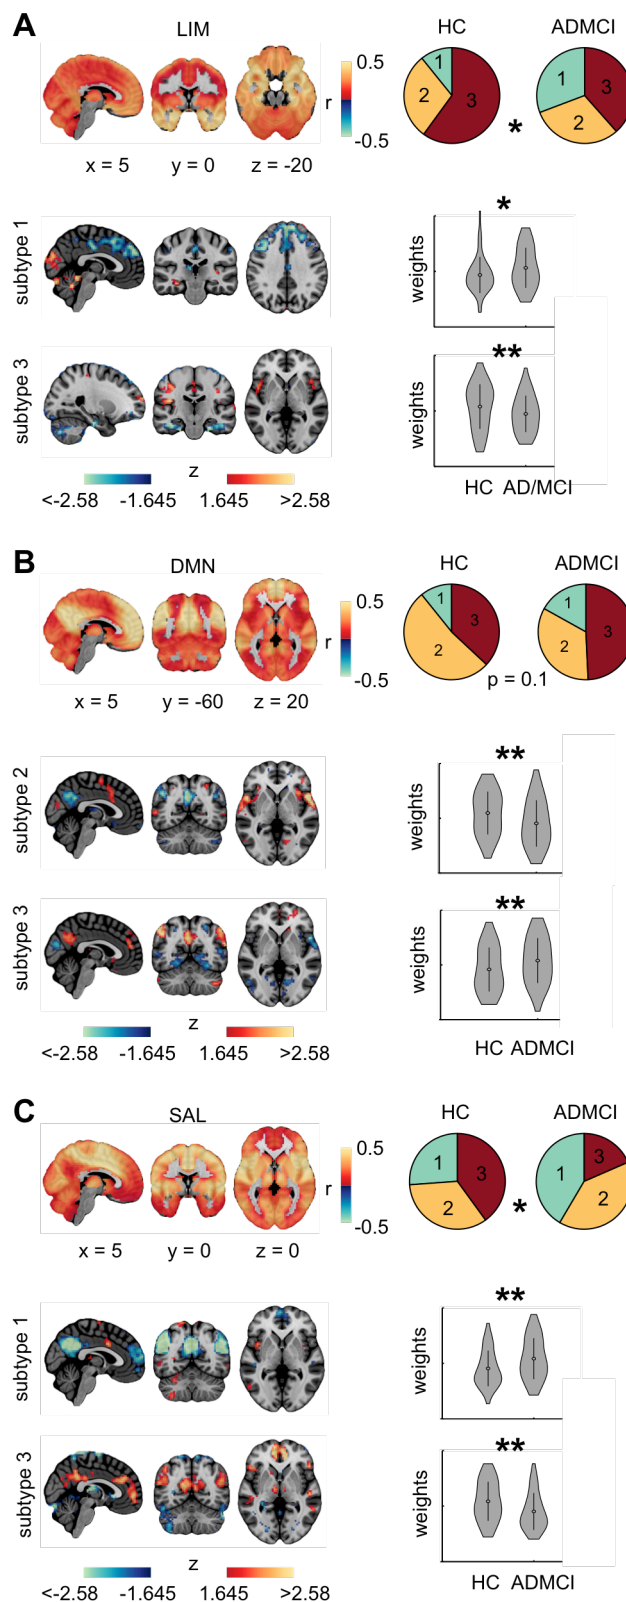 A
LIM
HC
ADMCI
0.5
r
-0.5
1
2
3
1
2
3
*
x = 5
y = 0
z = -20
subtype 1
*
weights
subtype 3
**
weights
z
<-2.58
-1.645
1.645
>2.58
HC AD/MCI
B
DMN
HC
ADMCI
0.5
r
-0.5
1
2
3
1
2
3
p = 0.1
x = 5
y = -60
z = 20
subtype 2
**
weights
subtype 3
**
weights
z
<-2.58
-1.645
1.645
>2.58
HC ADMCI
C
SAL
HC
ADMCI
0.5
r
-0.5
1
2
3
1
2
3
*
x = 5
y = 0
z = 0
subtype 1
**
weights
subtype 3
**
weights
z
<-2.58
-1.645
1.645
>2.58
HC ADMCI